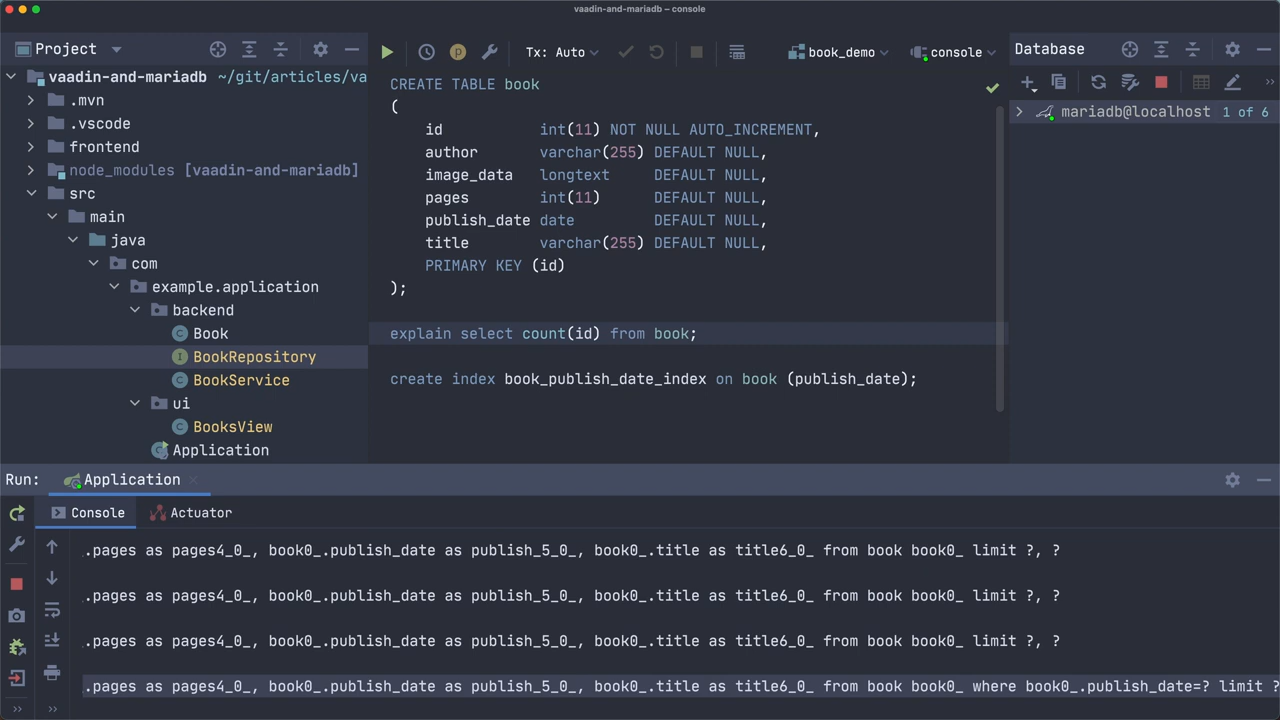 vaadin-and-mariadb – console
Project
Tx: Auto
book_demo
console
Database
vaadin-and-mariadb ~/git/articles/va
.mvn
.vscode
frontend
node_modules [vaadin-and-mariadb]
src
main
java
com
example.application
backend
Book
BookRepository
BookService
ui
BooksView
Application
CREATE TABLE book
(
id int(11) NOT NULL AUTO_INCREMENT,
author varchar(255) DEFAULT NULL,
image_data longtext DEFAULT NULL,
pages int(11) DEFAULT NULL,
publish_date date DEFAULT NULL,
title varchar(255) DEFAULT NULL,
PRIMARY KEY (id)
);
explain select count(id) from book;
create index book_publish_date_index on book (publish_date);
mariadb@localhost 1 of 6
Run: Application
Console Actuator
.pages as pages4_0_, book0_.publish_date as publish_5_0_, book0_.title as title6_0_ from book book0_ limit ?, ?
.pages as pages4_0_, book0_.publish_date as publish_5_0_, book0_.title as title6_0_ from book book0_ limit ?, ?
.pages as pages4_0_, book0_.publish_date as publish_5_0_, book0_.title as title6_0_ from book book0_ limit ?, ?
.pages as pages4_0_, book0_.publish_date as publish_5_0_, book0_.title as title6_0_ from book book0_ where book0_.publish_date=? limit ?